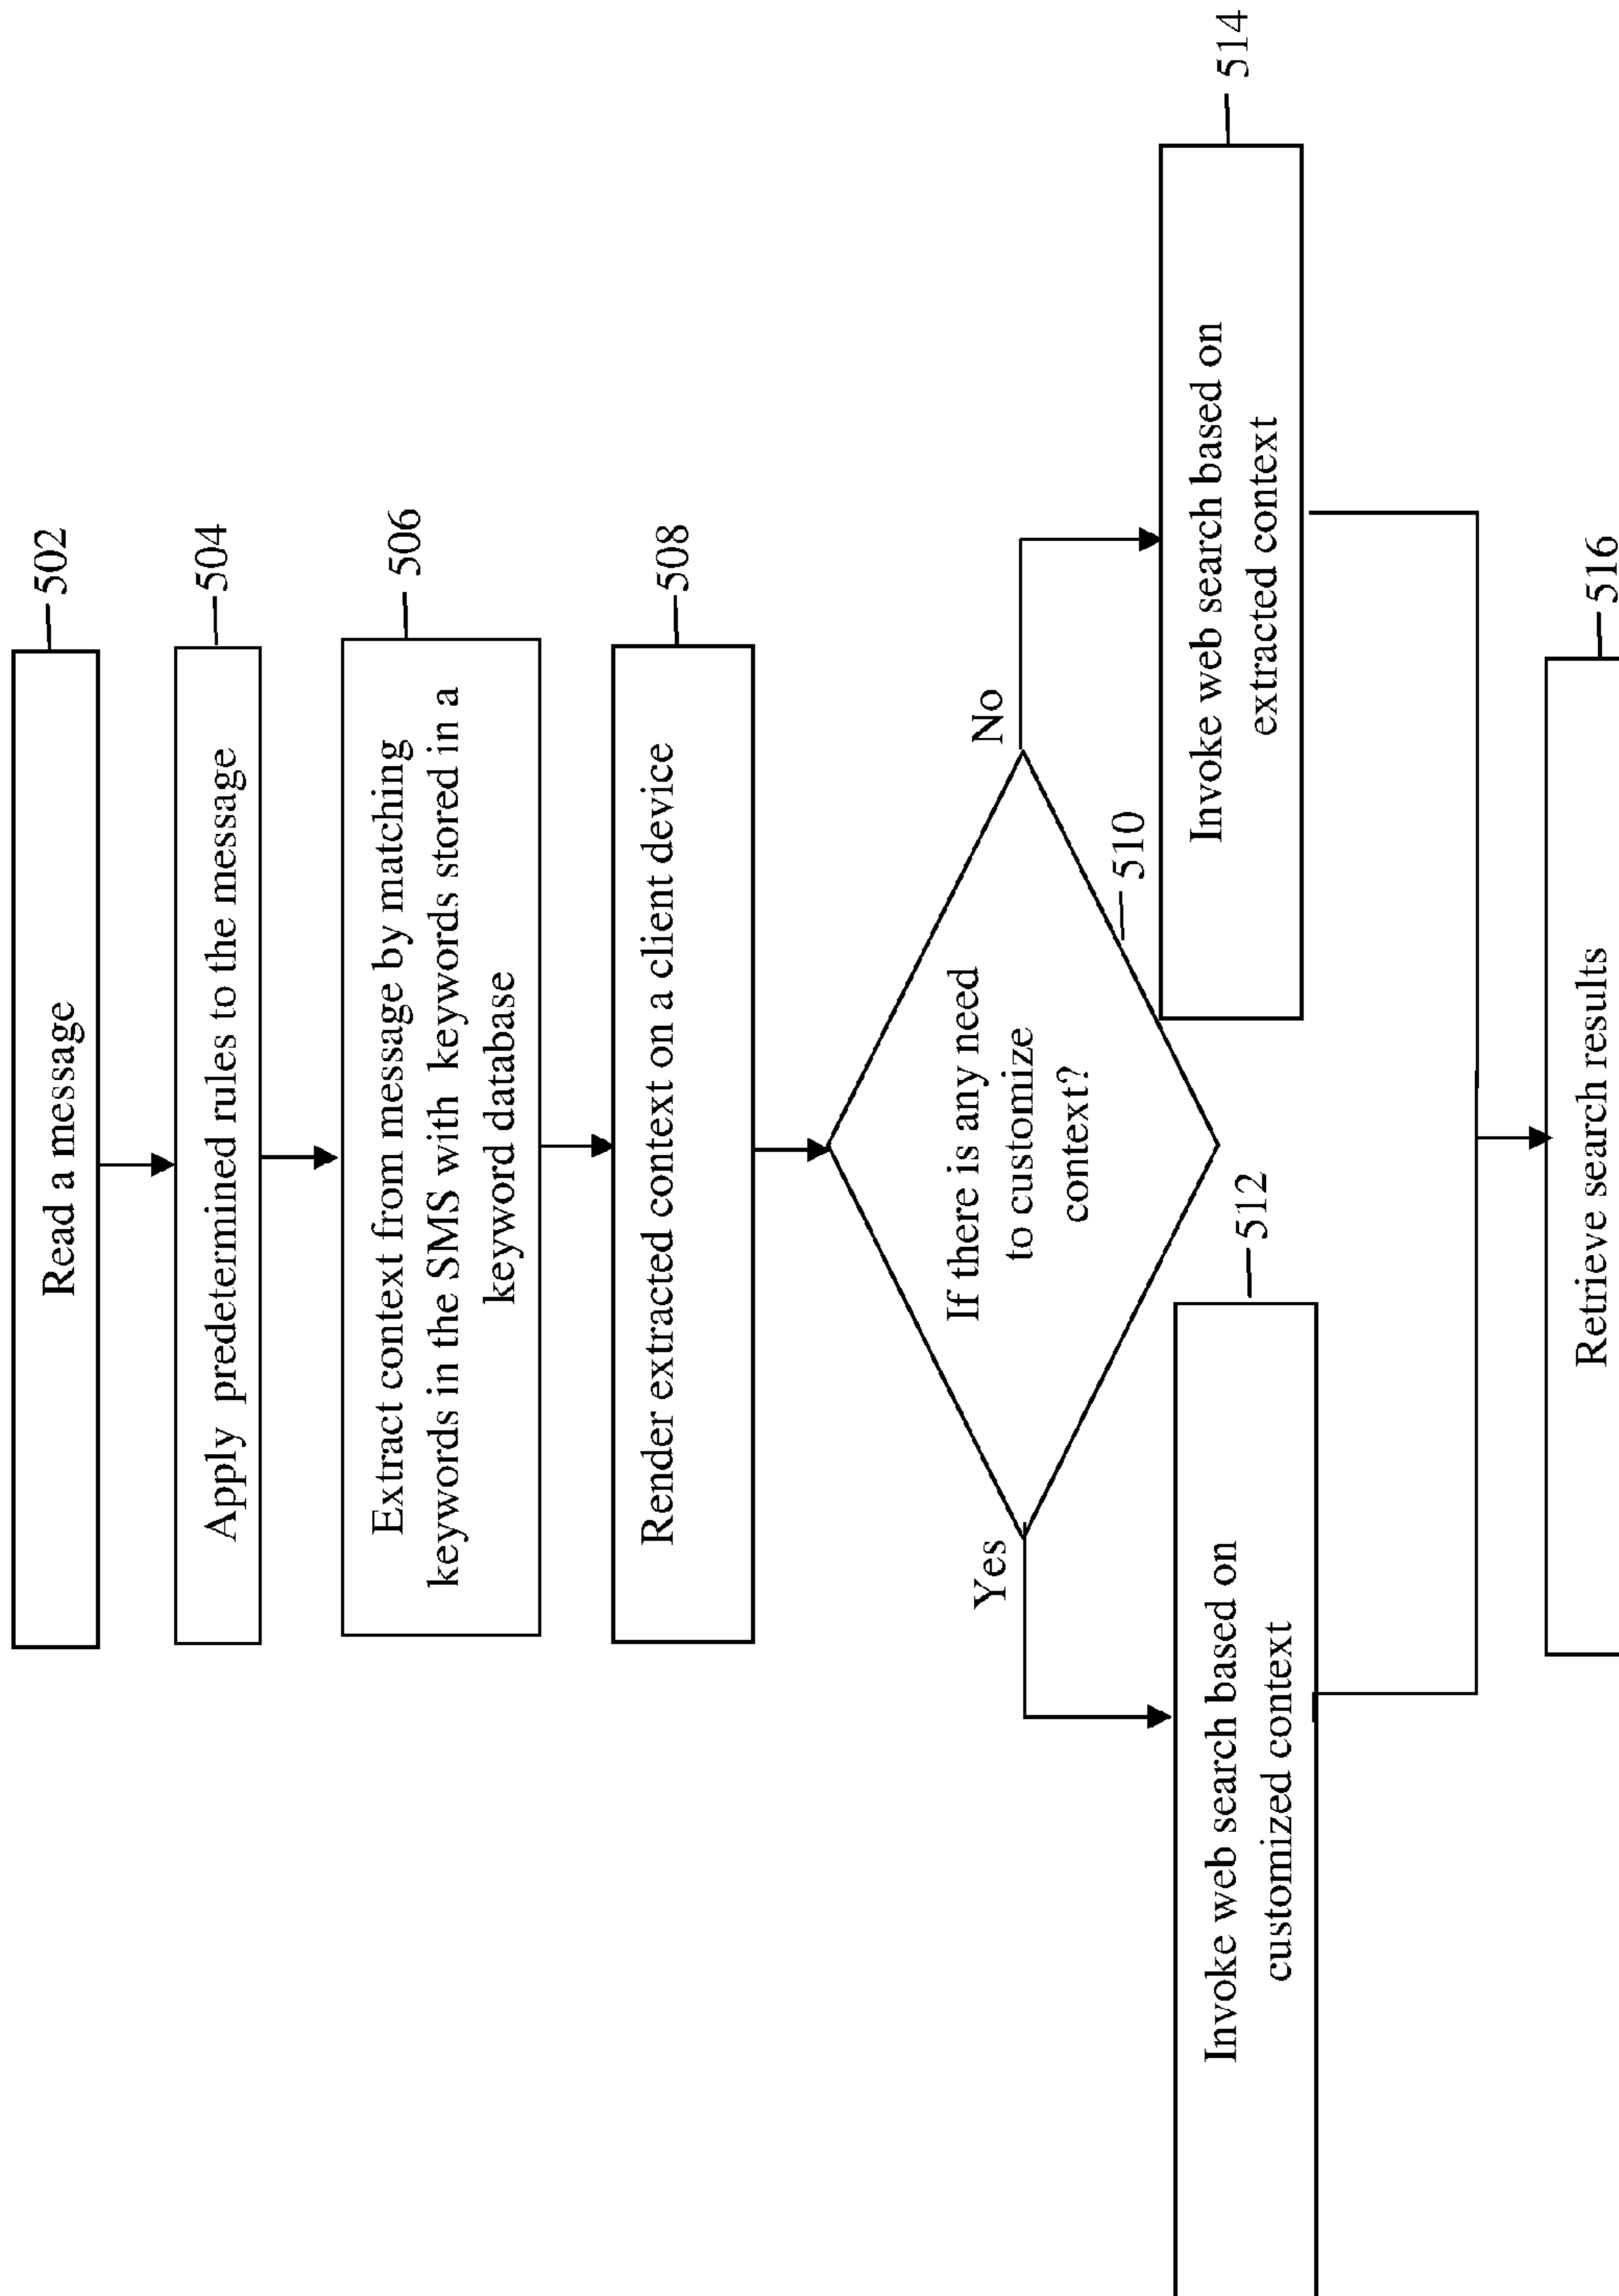 Read a message
502
Apply predetermined rules to the message
504
Extract context from message by matching
keywords in the SMS with keywords stored in a
keyword database
506
Render extracted context on a client device
508
If there is any need
to customize
context?
510
Yes
No
Invoke web search based on
customized context
512
Invoke web search based on
extracted context
514
Retrieve search results
516